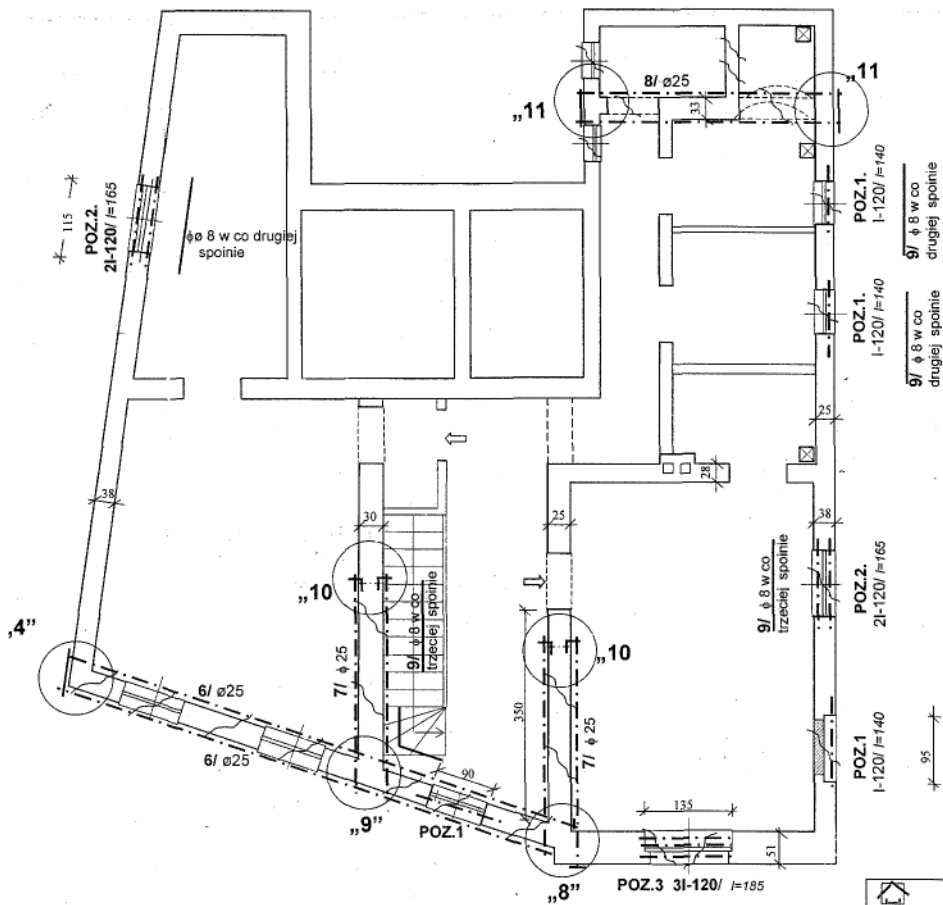 8/ ø25
„11
„11
33
POZ.1.
I-120/ l=140
9/ ϕ 8 w co
drugiej spoinie
115
POZ.2.
2I-120/ l=165
ϕø 8 w co drugiej
spoinie
POZ.1.
I-120/ l=140
9/ ϕ 8 w co
drugiej spoinie
25
28
38
38
30
25
„10
9/ ϕ 8 w co
trzeciej spoinie
9/ ϕ 8 w co
trzeciej spoinie
POZ.2.
2I-120/ l=165
„10
„4”
6/ ø25
7/ ϕ 25
350
7/ ϕ 25
6/ ø25
90
POZ.1
I-120/ l=140
95
„9”
POZ.1
135
51
„8”
POZ.3 3I-120/ l=185